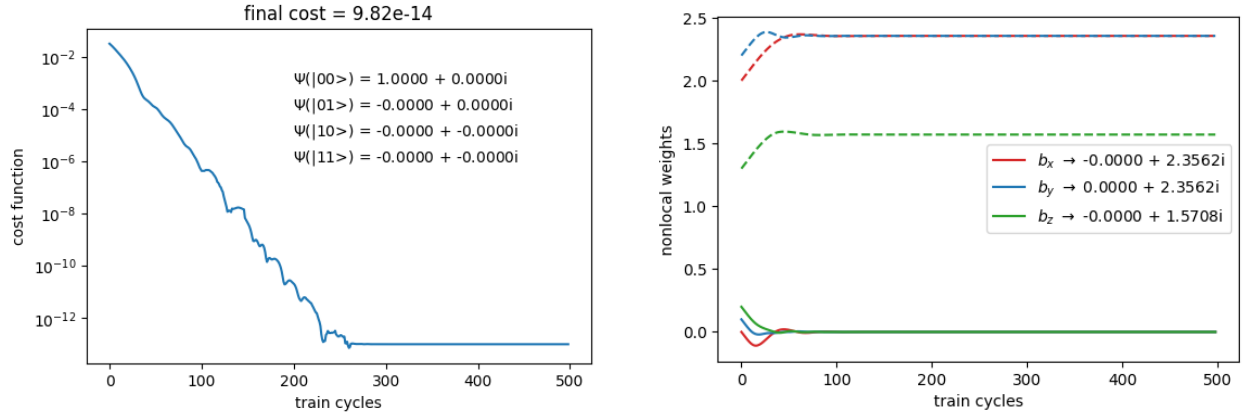 final cost = 9.82e-14
cost function
10⁻²
10⁻⁴
10⁻⁶
10⁻⁸
10⁻¹⁰
10⁻¹²
Ψ(|00>) = 1.0000 + 0.0000i
Ψ(|01>) = -0.0000 + 0.0000i
Ψ(|10>) = -0.0000 + -0.0000i
Ψ(|11>) = -0.0000 + -0.0000i
0 100 200 300 400 500
train cycles
nonlocal weights
2.5
2.0
1.5
1.0
0.5
0.0
bₓ → -0.0000 + 2.3562i
b_y → 0.0000 + 2.3562i
b_z → -0.0000 + 1.5708i
0 100 200 300 400 500
train cycles